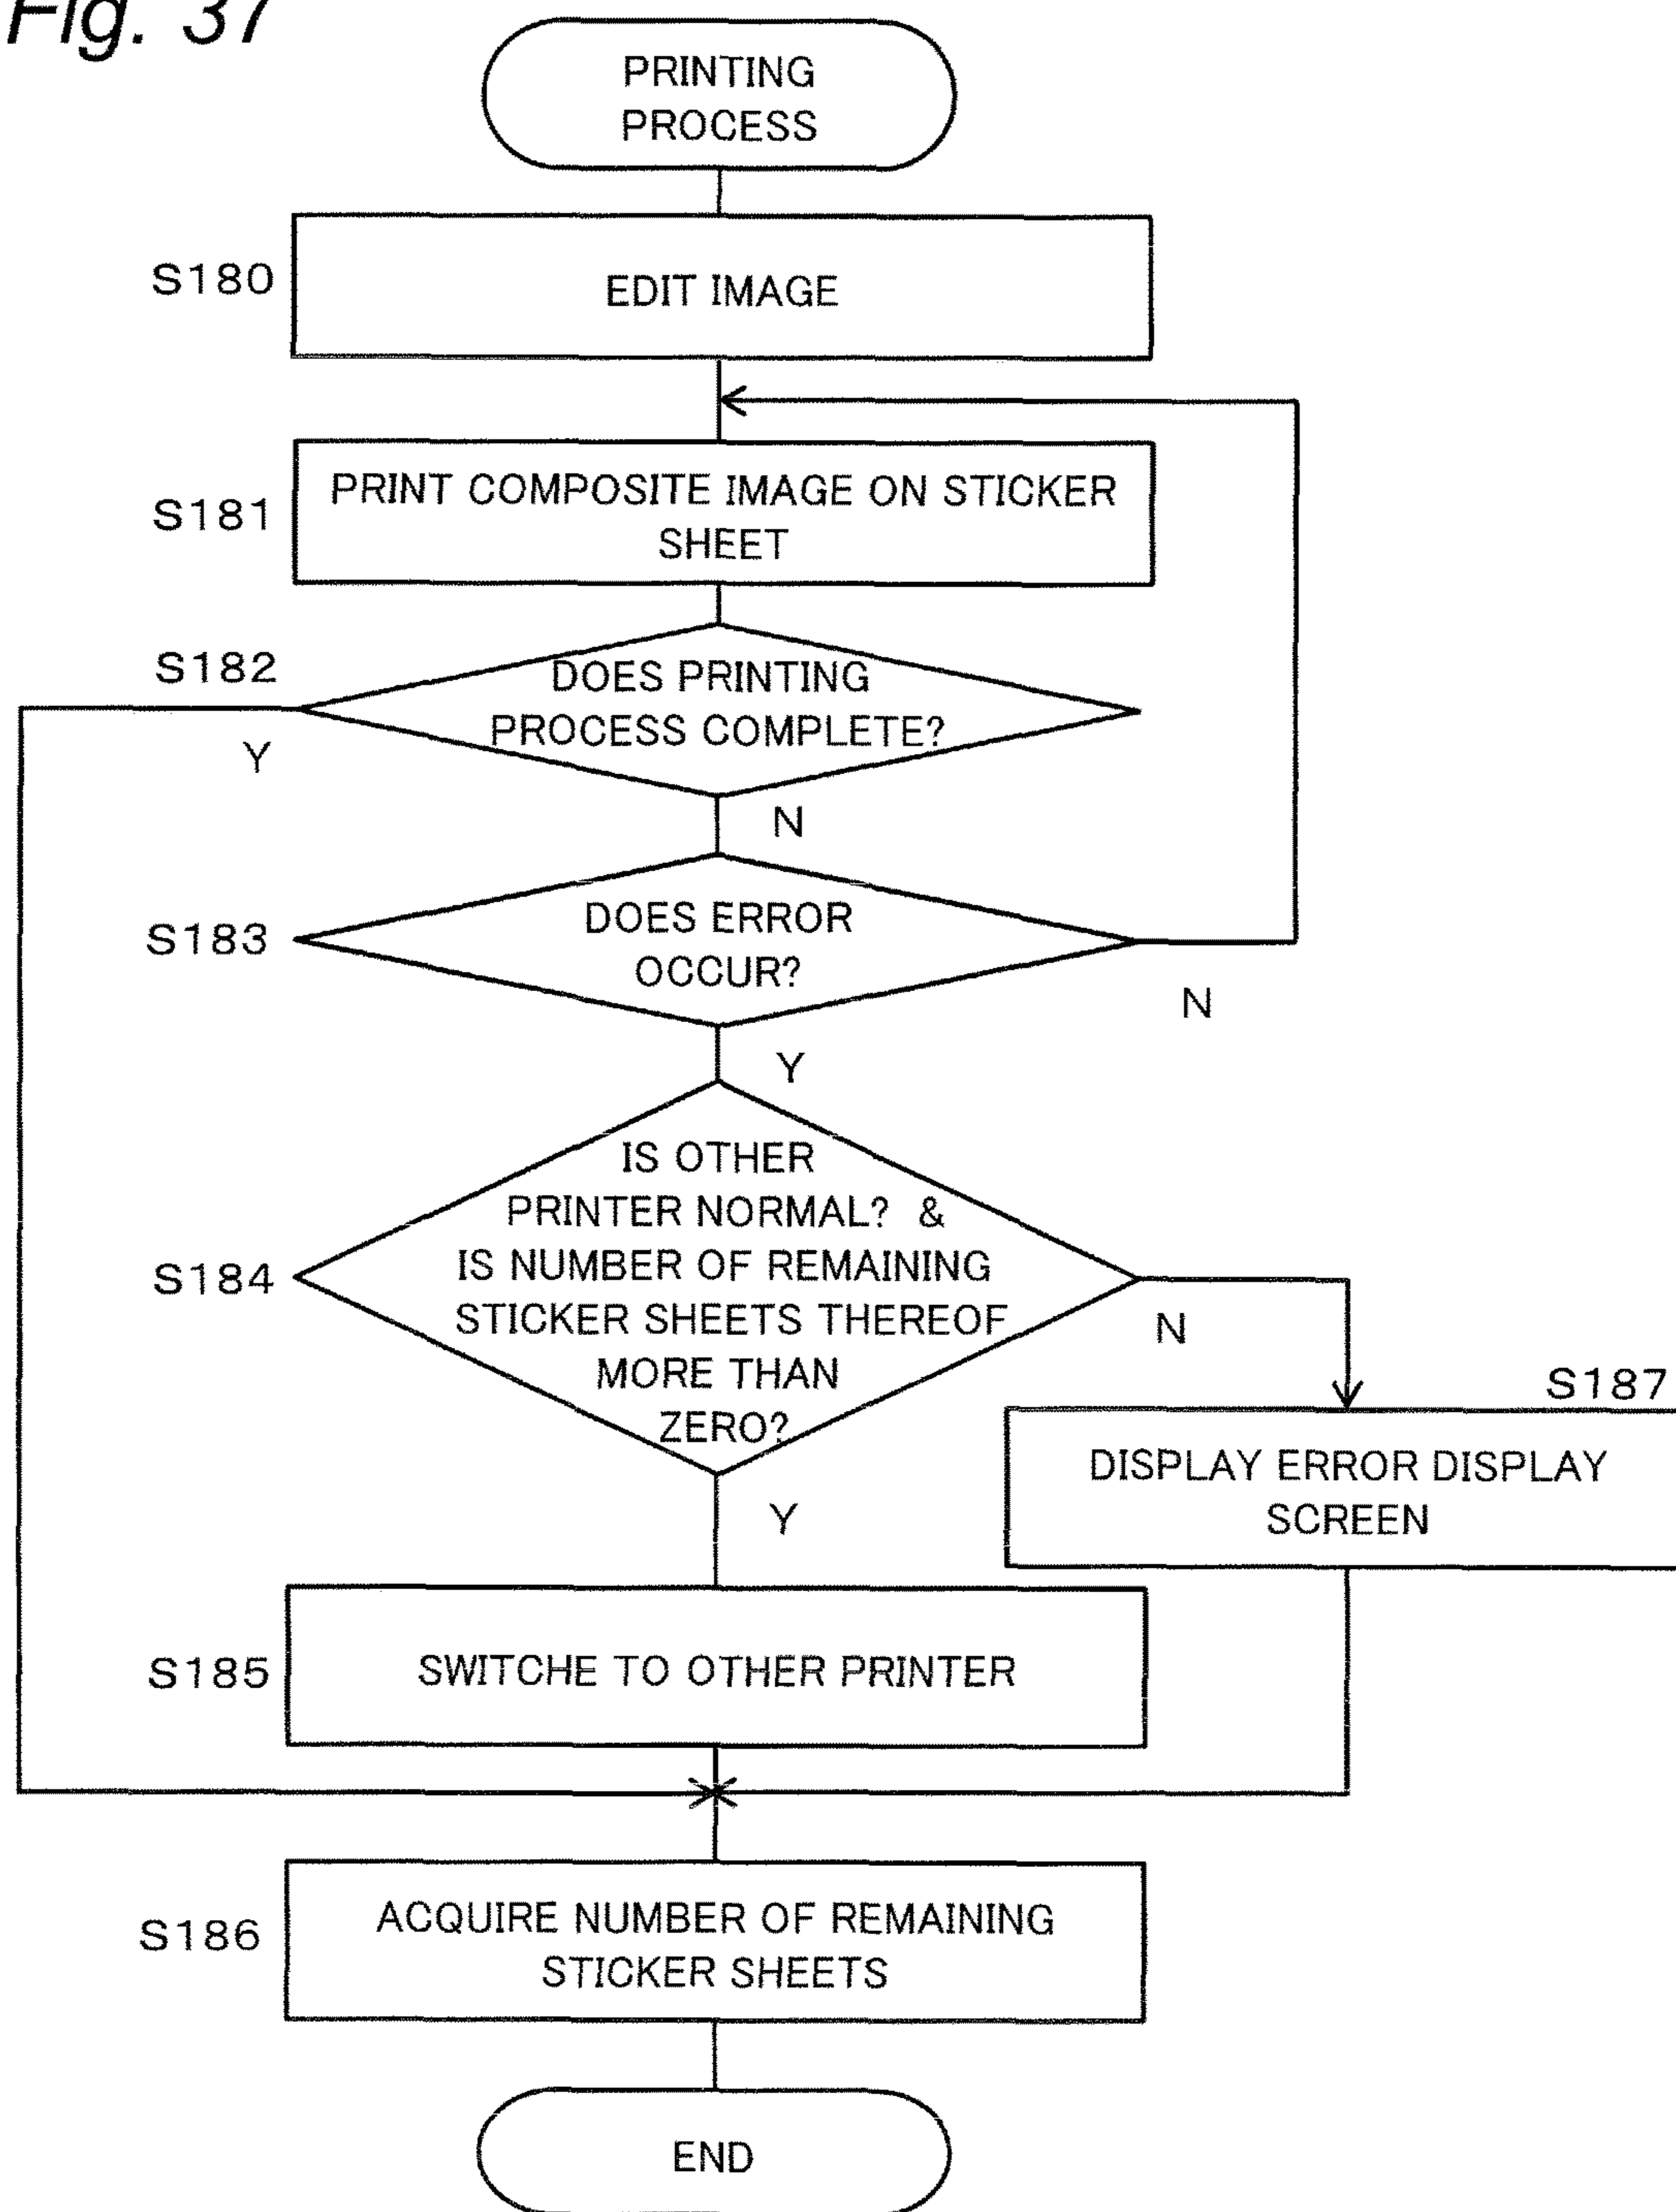 Fig. 37
PRINTING
PROCESS
S180
EDIT IMAGE
S181
PRINT COMPOSITE IMAGE ON STICKER
SHEET
S182
DOES PRINTING
PROCESS COMPLETE?
Y
N
S183
DOES ERROR
OCCUR?
N
Y
S184
IS OTHER
PRINTER NORMAL? &
IS NUMBER OF REMAINING
STICKER SHEETS THEREOF
MORE THAN
ZERO?
N
Y
S187
DISPLAY ERROR DISPLAY
SCREEN
S185
SWITCHE TO OTHER PRINTER
S186
ACQUIRE NUMBER OF REMAINING
STICKER SHEETS
END